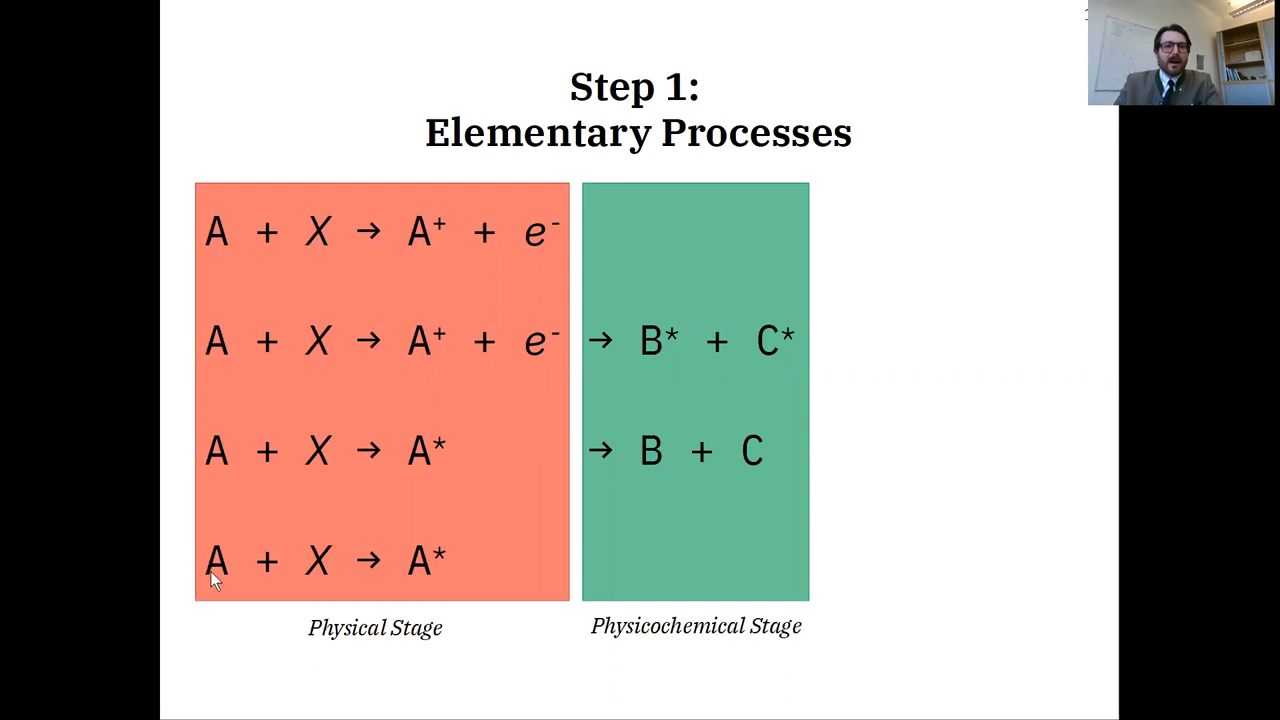 Step 1:
Elementary Processes
A + X → A⁺ + e⁻
A + X → A⁺ + e⁻ → B* + C*
A + X → A* → B + C
A + X → A*
Physical Stage
Physicochemical Stage